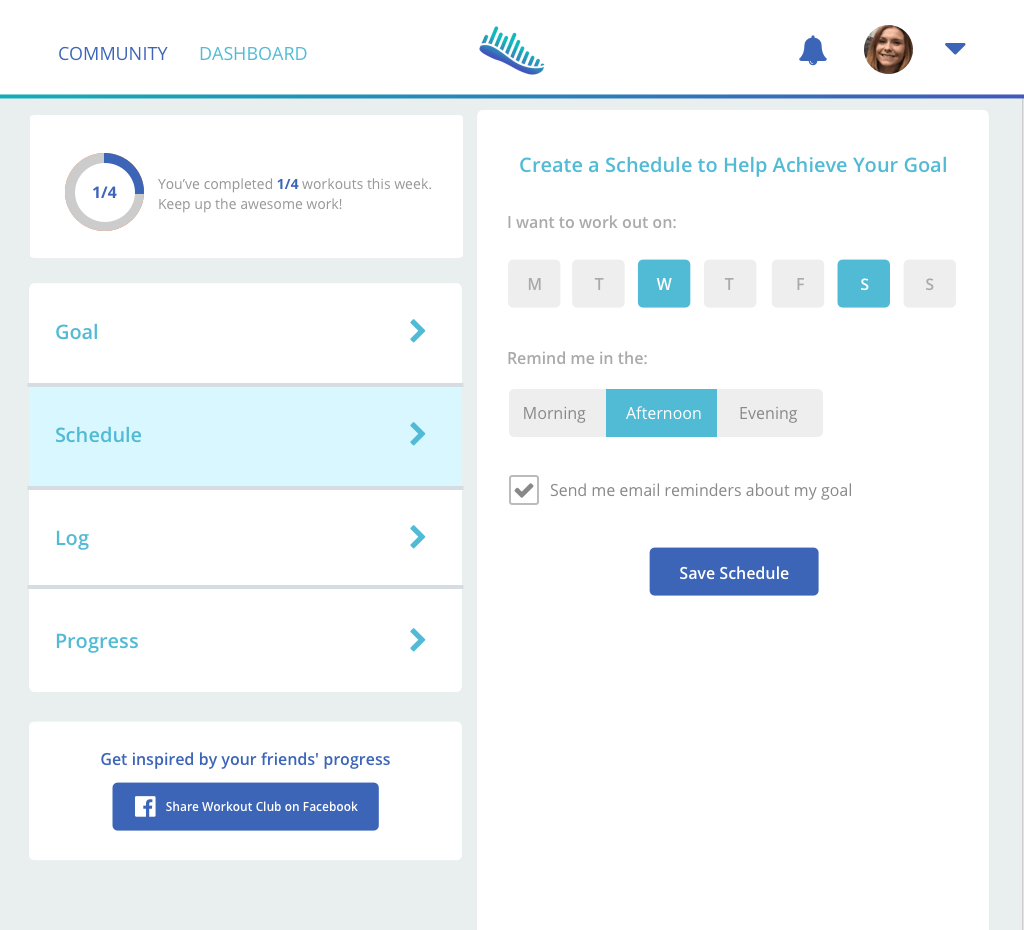 COMMUNITY DASHBOARD
1/4
You've completed 1/4 workouts this week.
Keep up the awesome work!
Goal
Schedule
Log
Progress
Get inspired by your friends' progress
Share Workout Club on Facebook
Create a Schedule to Help Achieve Your Goal
I want to work out on:
M T W T F S S
Remind me in the:
Morning Afternoon Evening
Send me email reminders about my goal
Save Schedule